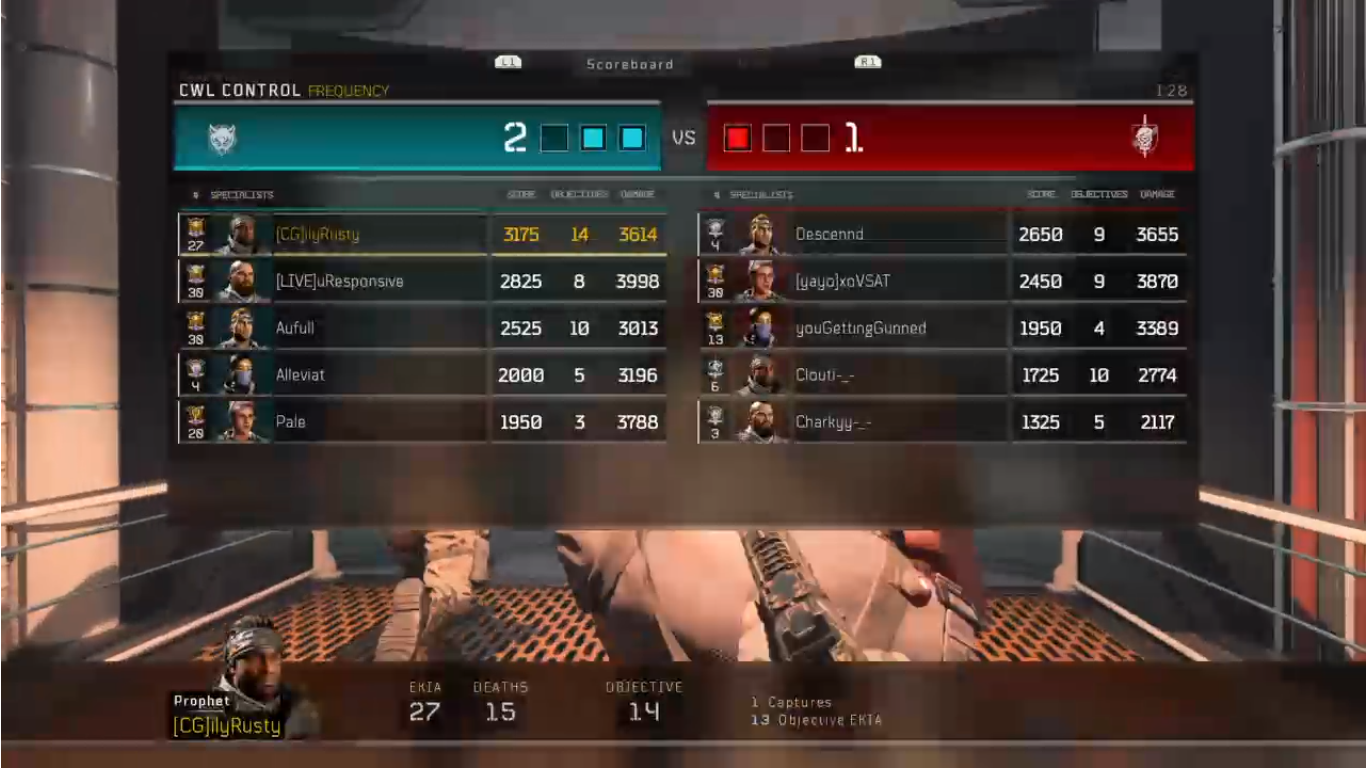 L1 Scoreboard R1
CWL CONTROL FREQUENCY 1:28
2 VS 1
# SPECIALISTS SCORE OBJECTIVES DAMAGE # SPECIALISTS SCORE OBJECTIVES DAMAGE
27 [CG]ilyRusty 3175 14 3614 4 Descennd 2650 9 3655
30 [LIVE]uResponsive 2825 8 3998 30 [yayo]xoVSAT 2450 9 3870
30 Aufull 2525 10 3013 13 youGettingGunned 1950 4 3389
4 Alleviat 2000 5 3196 6 Clouti-_- 1725 10 2774
20 Pale 1950 3 3788 3 Charkyy-_- 1325 5 2117
EKIA DEATHS OBJECTIVE
Prophet 27 15 14 1 Captures
[CG]ilyRusty 13 Objective EKIA